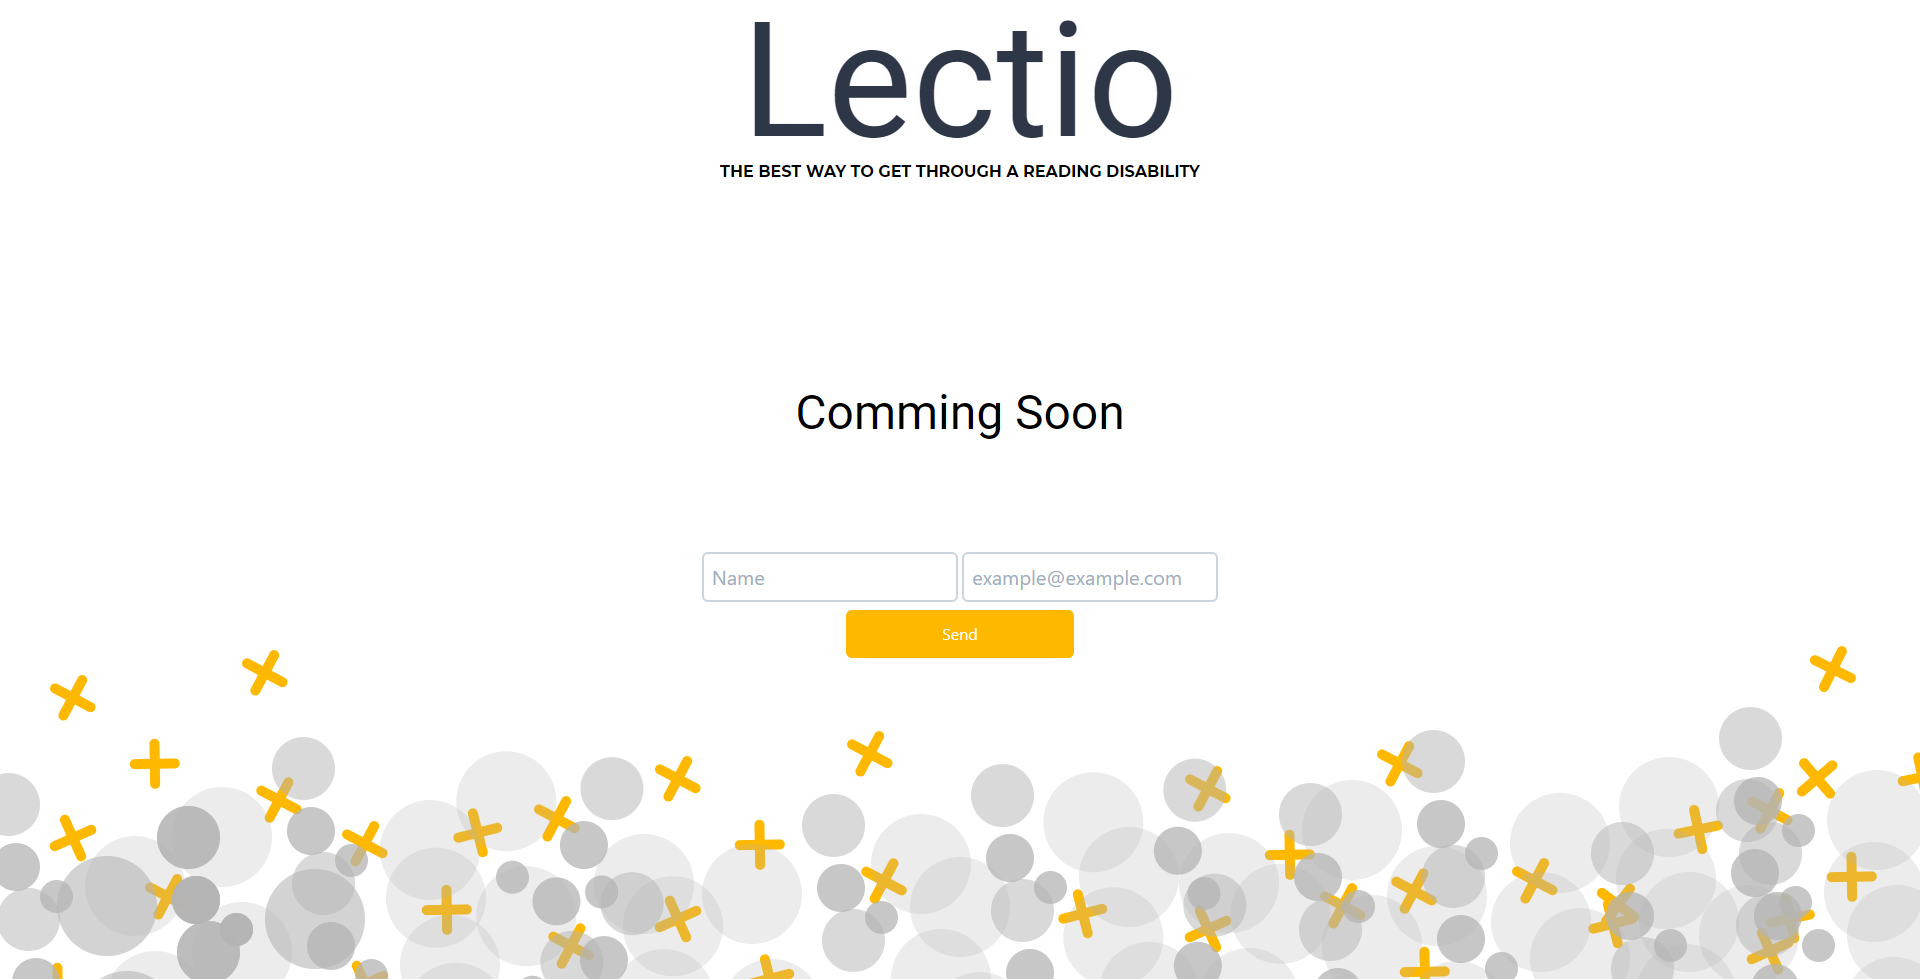 Lectio
THE BEST WAY TO GET THROUGH A READING DISABILITY
Comming Soon
Name example@example.com
Send